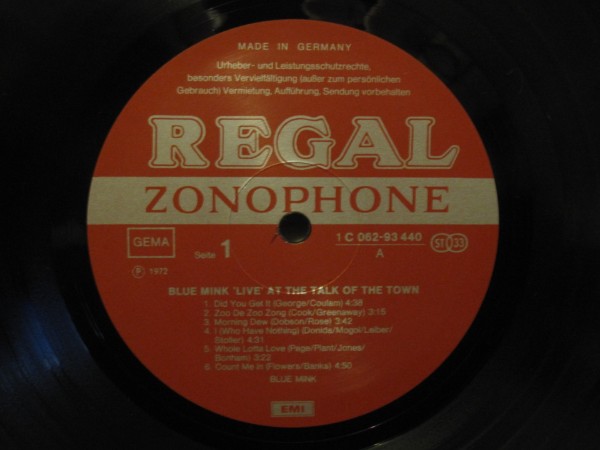 MADE IN GERMANY
Urheber- und Leistungsschutzrechte,
besonders Vervielfältigung (außer zum persönlichen
Gebrauch) Vermietung, Aufführung, Sendung vorbehalten
REGAL
ZONOPHONE
GEMA
Seite 1
1 C 062-93 440
A
ST 33
P 1972
BLUE MINK 'LIVE' AT THE TALK OF THE TOWN
1. Did You Get It (George/Coulam) 4:38
2. Zoo De Zoo Zong (Cook/Greenaway) 3:15
3. Morning Dew (Dobson/Rose) 3:42
4. I (Who Have Nothing) (Donida/Mogol/Leiber/
Stoller) 4:31
5. Whole Lotta Love (Page/Plant/Jones/
Bonham) 3:23
6. Count Me in (Flowers/Banks) 4:50
BLUE MINK
EMI